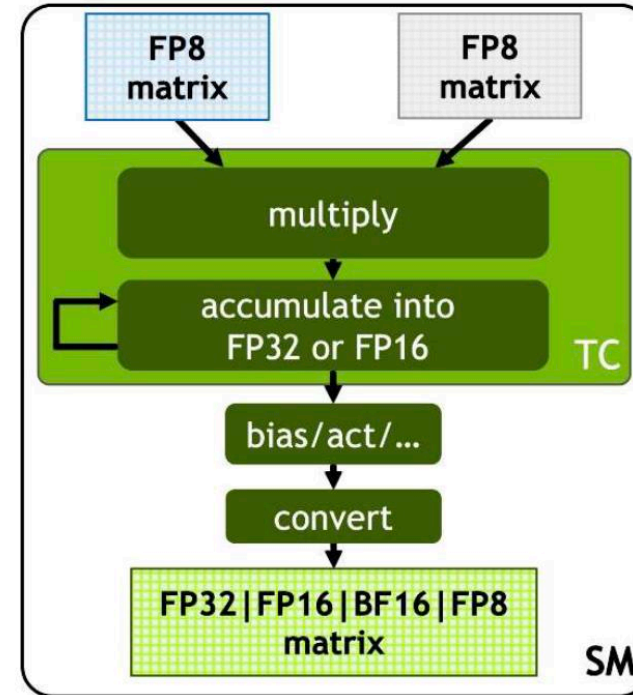 FP8
matrix
FP8
matrix
multiply
accumulate into
FP32 or FP16
TC
bias/act/...
convert
FP32|FP16|BF16|FP8
matrix
SM